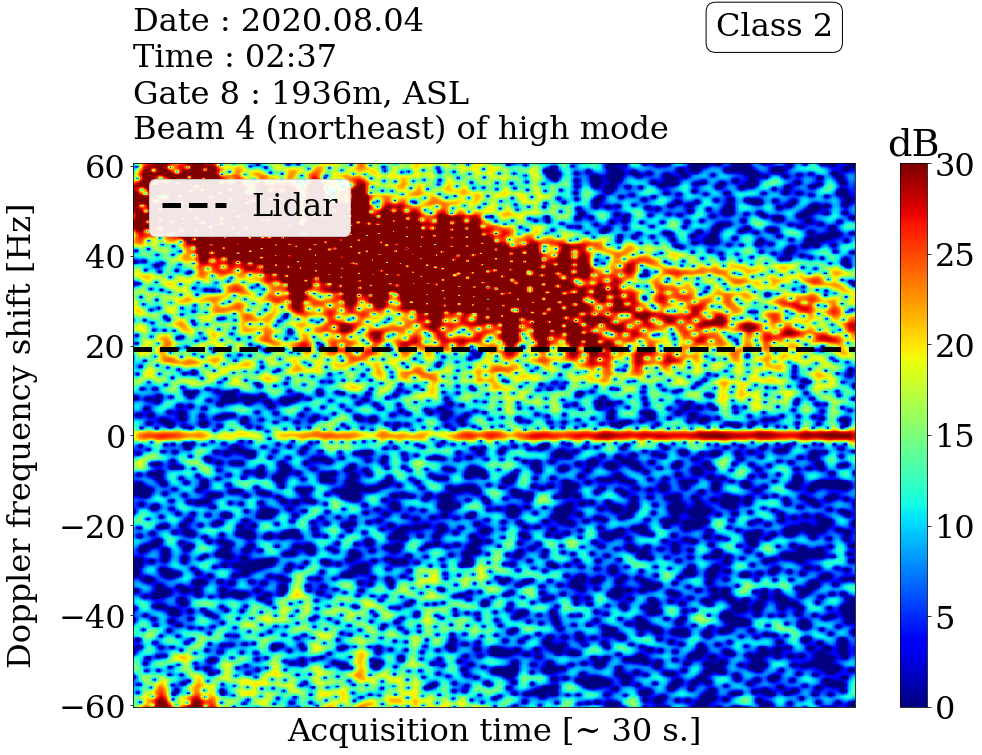 Date : 2020.08.04
Time : 02:37
Gate 8 : 1936m, ASL
Beam 4 (northeast) of high mode
Class 2
dB
Lidar
60
40
20
0
−20
−40
−60
Doppler frequency shift [Hz]
Acquisition time [~ 30 s.]
30
25
20
15
10
5
0